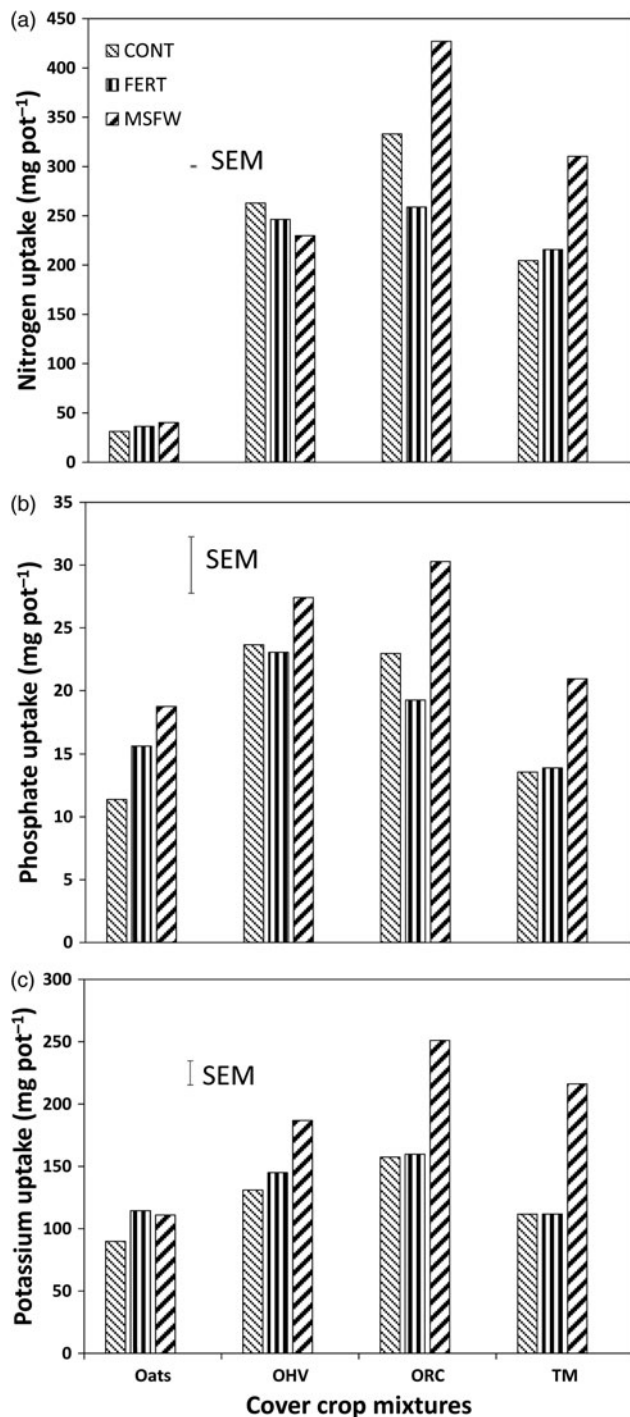 (a)
450
400
350
300
250
200
150
100
50
0
Nitrogen uptake (mg pot⁻¹)
CONT
FERT
MSFW
SEM
(b)
35
30
25
20
15
10
5
0
Phosphate uptake (mg pot⁻¹)
SEM
(c)
300
250
200
150
100
50
0
Potassium uptake (mg pot⁻¹)
SEM
Oats OHV ORC TM
Cover crop mixtures